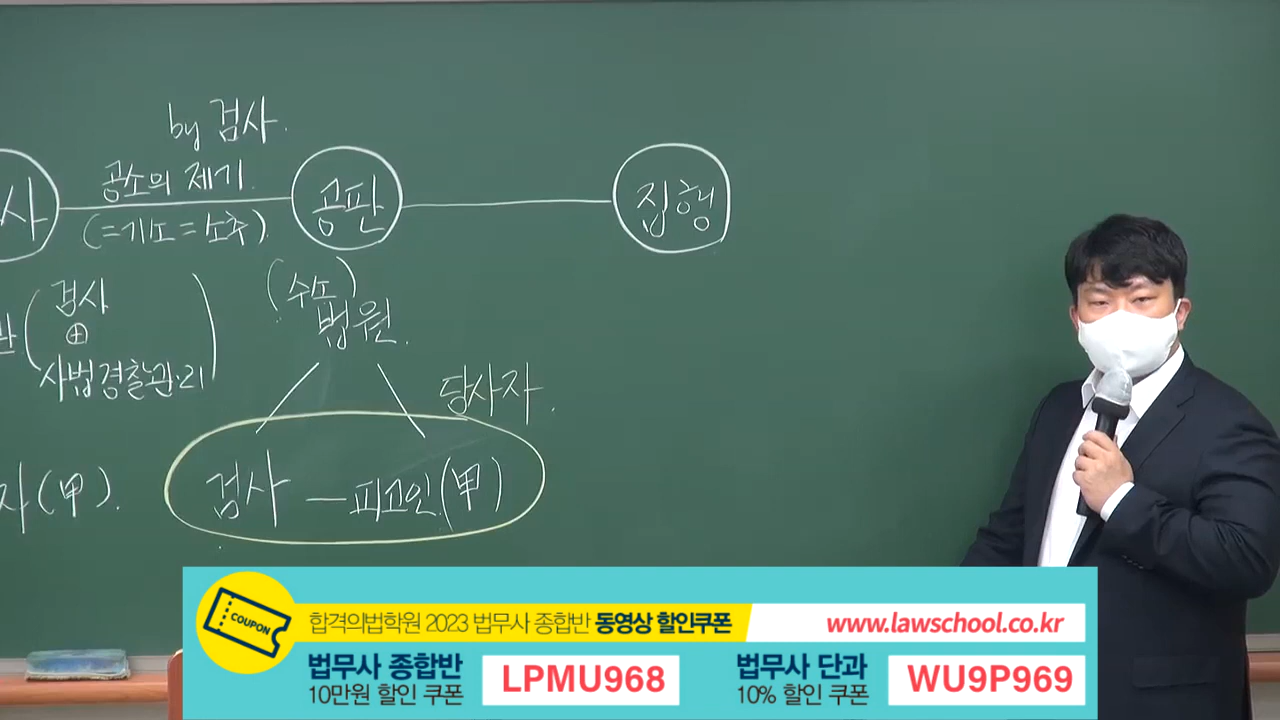 by 검사.
공소의 제기.
(=기소=소추).
사
공판
집행
검사
⊕
사법경찰관·리
관
(수소)
법원.
당사자.
자(甲).
검사 — 피고인.(甲)
COUPON
합격의법학원 2023 법무사 종합반 동영상 할인쿠폰
www.lawschool.co.kr
법무사 종합반
10만원 할인 쿠폰
LPMU968
법무사 단과
10% 할인 쿠폰
WU9P969